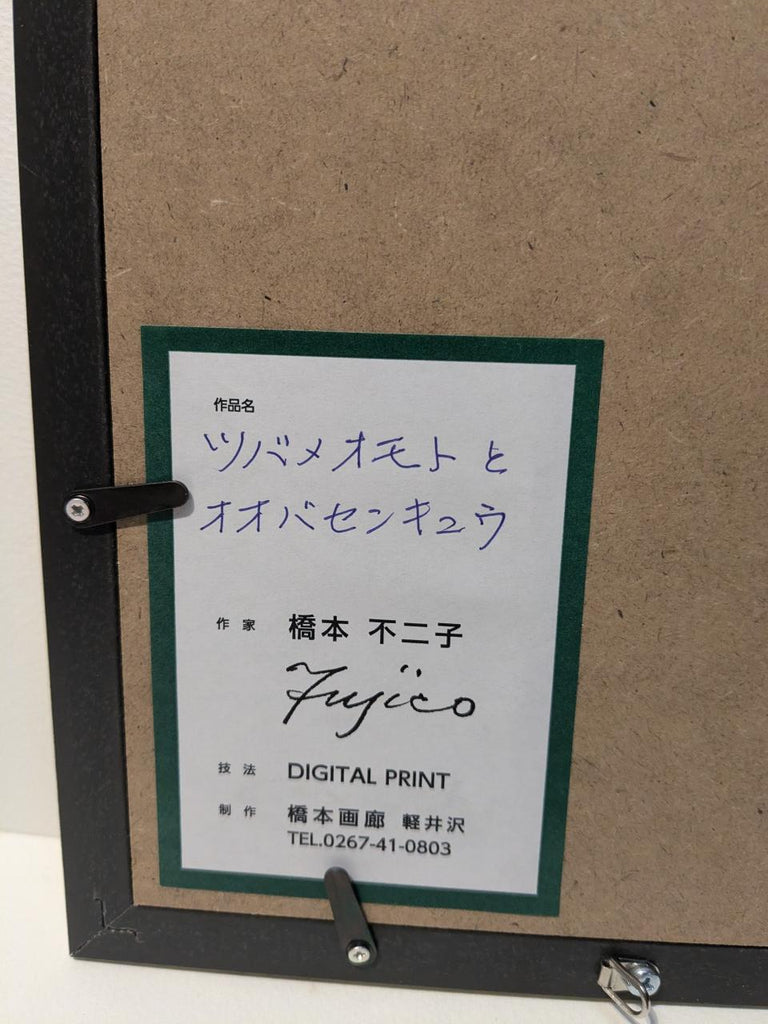 作品名
ツバメオモト と
オオバセンキュウ
作家 橋本 不二子
Fujico
技法 DIGITAL PRINT
制作 橋本画廊 軽井沢
TEL.0267-41-0803